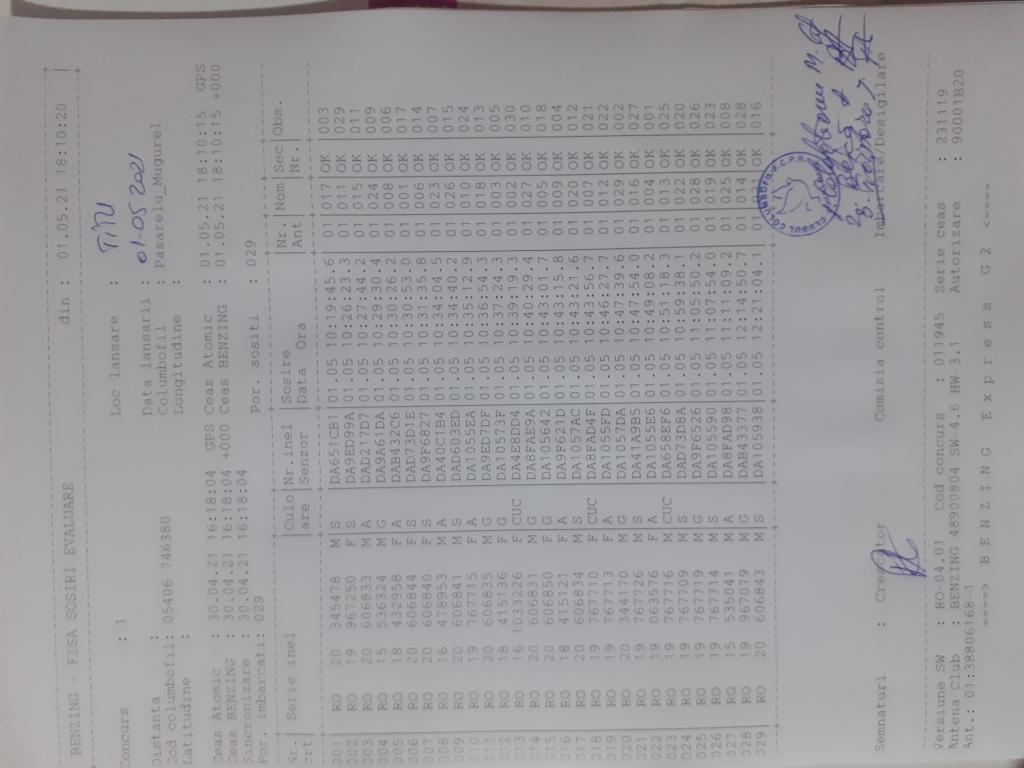 BENZING - FISA SOSIRI EVALUARE din : 01.05.21 18:10:20
Concurs : 1 Loc lansare : TITU
Distanta : Data lansarii : 01-05.2021
Cod columbofil: 05406 746380 Columbofil : Pasarelu_Mugurel
Latitudine : Longitudine :
Ceas Atomic : 30.04.21 16:18:04 GPS Ceas Atomic : 01.05.21 18:10:15 GPS
Ceas BENZING : 30.04.21 16:18:04 +000 Ceas BENZING : 01.05.21 18:10:15 +000
Sincronizare : 30.04.21 16:18:04
Por. imbarcati: 029 Por. sositi : 029
Nr. Serie inel Culo Nr.inel Sosire Nr. Nom Sec Obs.
crt are Senzor Data Ora Ant Nr.
001 RO 20 345478 M S DA651CB1 01.05 10:19:45.6 01 017 OK 003
002 RO 19 967250 F S DA9ED99A 01.05 10:26:23.3 01 011 OK 029
003 RO 20 606833 M A DAD217D7 01.05 10:27:44.2 01 015 OK 011
004 RO 15 536324 M G DA9A61DA 01.05 10:29:30.4 01 024 OK 009
005 RO 18 432958 F A DAB432C6 01.05 10:30:26.2 01 008 OK 006
006 RO 20 606844 F S DAD73D1E 01.05 10:30:53.0 01 001 OK 017
007 RO 20 606840 F S DA9F6827 01.05 10:31:35.8 01 006 OK 014
008 RO 16 478953 M A DA40C1B4 01.05 10:34:04.5 01 023 OK 007
009 RO 20 606841 M S DAD603ED 01.05 10:34:40.2 01 026 OK 015
010 RO 19 767715 F A DA1055EA 01.05 10:35:12.9 01 010 OK 024
011 RO 20 606835 M G DA9ED7DF 01.05 10:36:54.3 01 018 OK 013
012 RO 18 415136 F G DA10573F 01.05 10:37:24.3 01 003 OK 005
013 RO 16 1033226 F CUC DA4E8DD4 01.05 10:39:19.3 01 002 OK 030
014 RO 20 606831 M G DA8FAF9A 01.05 10:40:29.4 01 027 OK 010
015 RO 20 606850 F G DA105642 01.05 10:43:01.7 01 005 OK 018
016 RO 18 415121 F A DA9F621D 01.05 10:43:15.8 01 009 OK 004
017 RO 20 606834 M S DA1057AC 01.05 10:43:21.6 01 020 OK 012
018 RO 19 767710 F CUC DA8FAD4F 01.05 10:43:56.7 01 007 OK 021
019 RO 19 767713 F A DA1055FD 01.05 10:46:27.7 01 012 OK 022
020 RO 20 344170 M G DA1057DA 01.05 10:47:39.6 01 029 OK 002
021 RO 19 767726 M S DA41A9B5 01.05 10:47:54.0 01 016 OK 027
022 RO 19 063576 F A DA1055E6 01.05 10:49:08.2 01 004 OK 001
023 RO 19 767716 M CUC DA658EF6 01.05 10:51:18.3 01 013 OK 025
024 RO 19 767709 M S DAD73D8A 01.05 10:59:38.1 01 022 OK 020
025 RO 19 767719 M G DA9F6526 01.05 11:05:50.2 01 028 OK 026
026 RO 19 767714 M S DA105590 01.05 11:07:54.0 01 019 OK 023
027 RO 15 535041 M A DA8FAD98 01.05 11:11:09.2 01 025 OK 008
028 RO 19 967079 M G DAB43377 01.05 12:14:50.7 01 014 OK 028
029 RO 20 606843 M S DA105938 01.05 12:21:04.1 01 021 OK 016
Semnaturi : Crescator Comisia control Imbarcare/Desigilare
Versiune SW : RO-04.01 Cod concurs : 011945 Serie ceas : 231119
Antena Club : BENZING 48900804 SW-4.6 HW-3.1 Autorizare : 90001B20
Ant.: 01:38806168-1
====> B E N Z I N G E x p r e s s G 2 <====